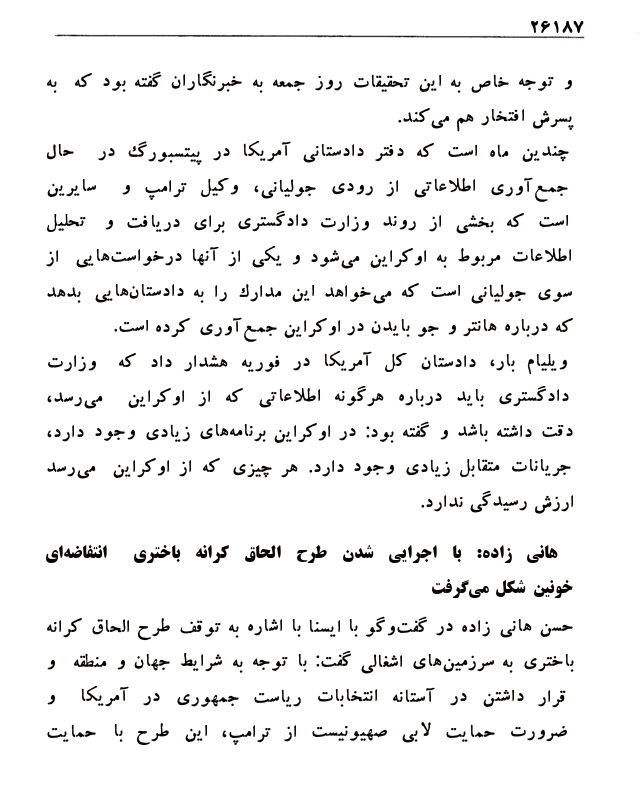 ۲۶۱۸۷
و توجه خاص به این تحقیقات روز جمعه به خبرنگاران گفته بود که به
پسرش افتخار هم می‌کند.
چندین ماه است که دفتر دادستانی آمریکا در پیتسبورگ در حال
جمع‌آوری اطلاعاتی از رودی جولیانی، وکیل ترامپ و سایرین
است که بخشی از روند وزارت دادگستری برای دریافت و تحلیل
اطلاعات مربوط به اوکراین می‌شود و یکی از آنها درخواست‌هایی از
سوی جولیانی است که می‌خواهد این مدارك را به دادستان‌هایی بدهد
که درباره هانتر و جو بایدن در اوکراین جمع‌آوری کرده است.
ویلیام بار، دادستان کل آمریکا در فوریه هشدار داد که وزارت
دادگستری باید درباره هرگونه اطلاعاتی که از اوکراین می‌رسد،
دقت داشته باشد و گفته بود: در اوکراین برنامه‌های زیادی وجود دارد،
جریانات متقابل زیادی وجود دارد. هر چیزی که از اوکراین می‌رسد
ارزش رسیدگی ندارد.
هانی زاده: با اجرایی شدن طرح الحاق کرانه باختری انتفاضه‌ای
خونین شکل می‌گرفت
حسن هانی زاده در گفت‌وگو با ایسنا با اشاره به توقف طرح الحاق کرانه
باختری به سرزمین‌های اشغالی گفت: با توجه به شرایط جهان و منطقه و
قرار داشتن در آستانه انتخابات ریاست جمهوری در آمریکا و
ضرورت حمایت لابی صهیونیست از ترامپ، این طرح با حمایت